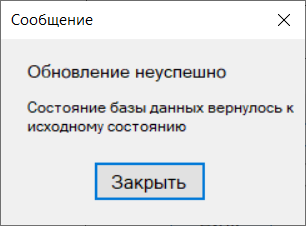 Сообщение
Обновление неуспешно
Состояние базы данных вернулось к
исходному состоянию
Закрыть